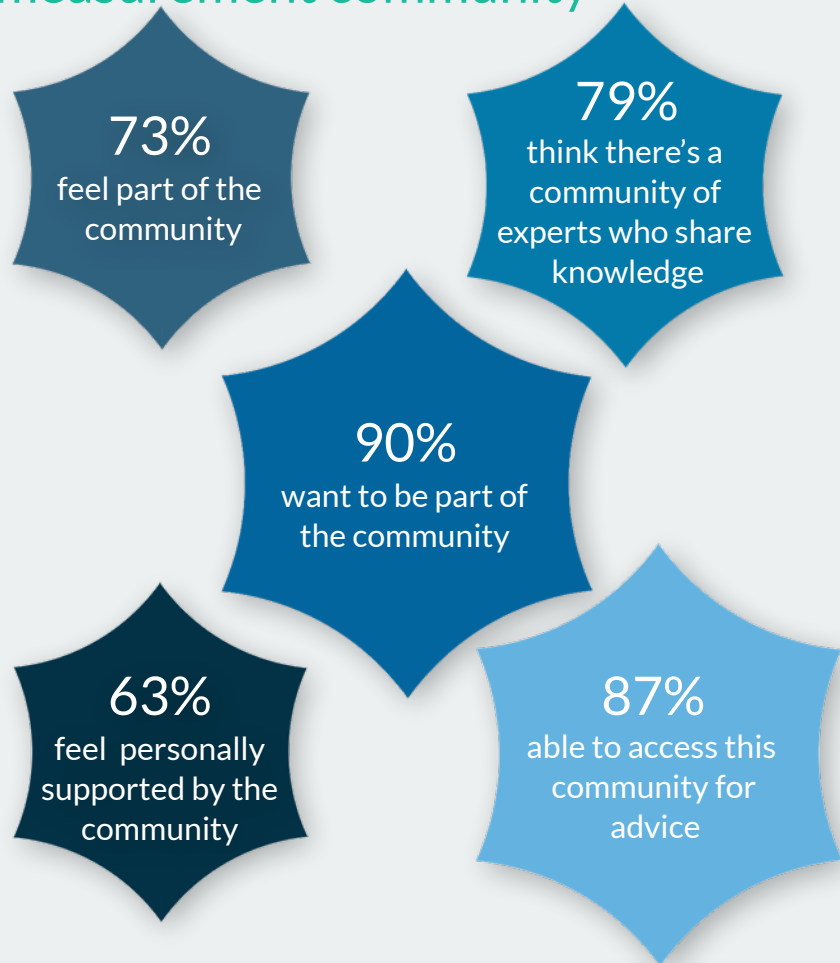 measurement community
73%
feel part of the
community
79%
think there’s a
community of
experts who share
knowledge
90%
want to be part of
the community
63%
feel  personally
supported by the
community
87%
able to access this
community for
advice